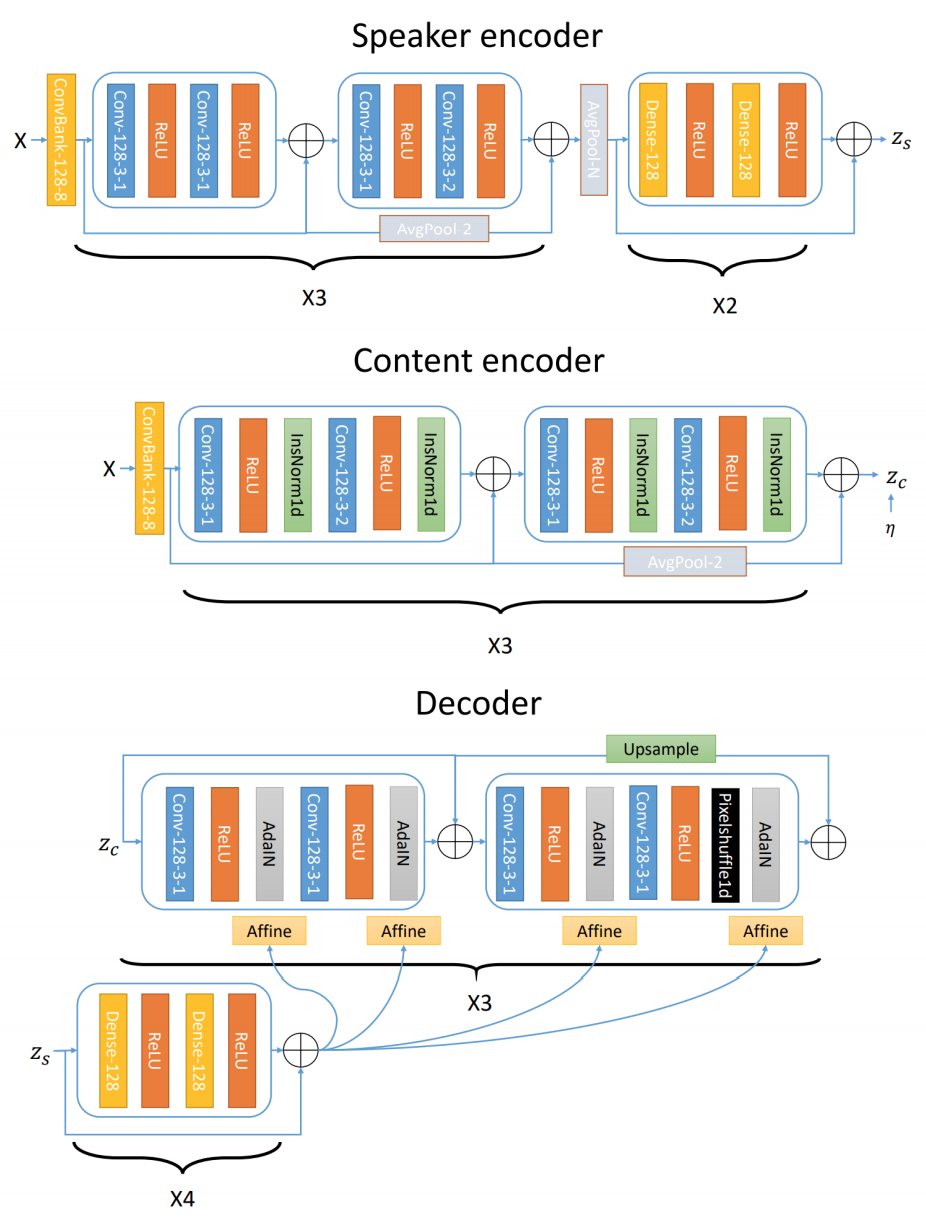 Speaker encoder
X
ConvBank-128-8
Conv-128-3-1
ReLU
Conv-128-3-1
ReLU
Conv-128-3-1
ReLU
Conv-128-3-2
ReLU
AvgPool-2
AvgPool-N
Dense-128
ReLU
Dense-128
ReLU
zₛ
X3
X2
Content encoder
X
ConvBank-128-8
Conv-128-3-1
ReLU
InsNorm1d
Conv-128-3-2
ReLU
InsNorm1d
Conv-128-3-1
ReLU
InsNorm1d
Conv-128-3-2
ReLU
InsNorm1d
z_c
η
AvgPool-2
X3
Decoder
Upsample
z_c
Conv-128-3-1
ReLU
AdaIN
Conv-128-3-1
ReLU
AdaIN
Conv-128-3-1
ReLU
AdaIN
Conv-128-3-1
ReLU
Pixelshuffle1d
AdaIN
Affine
Affine
Affine
Affine
X3
zₛ
Dense-128
ReLU
Dense-128
ReLU
X4